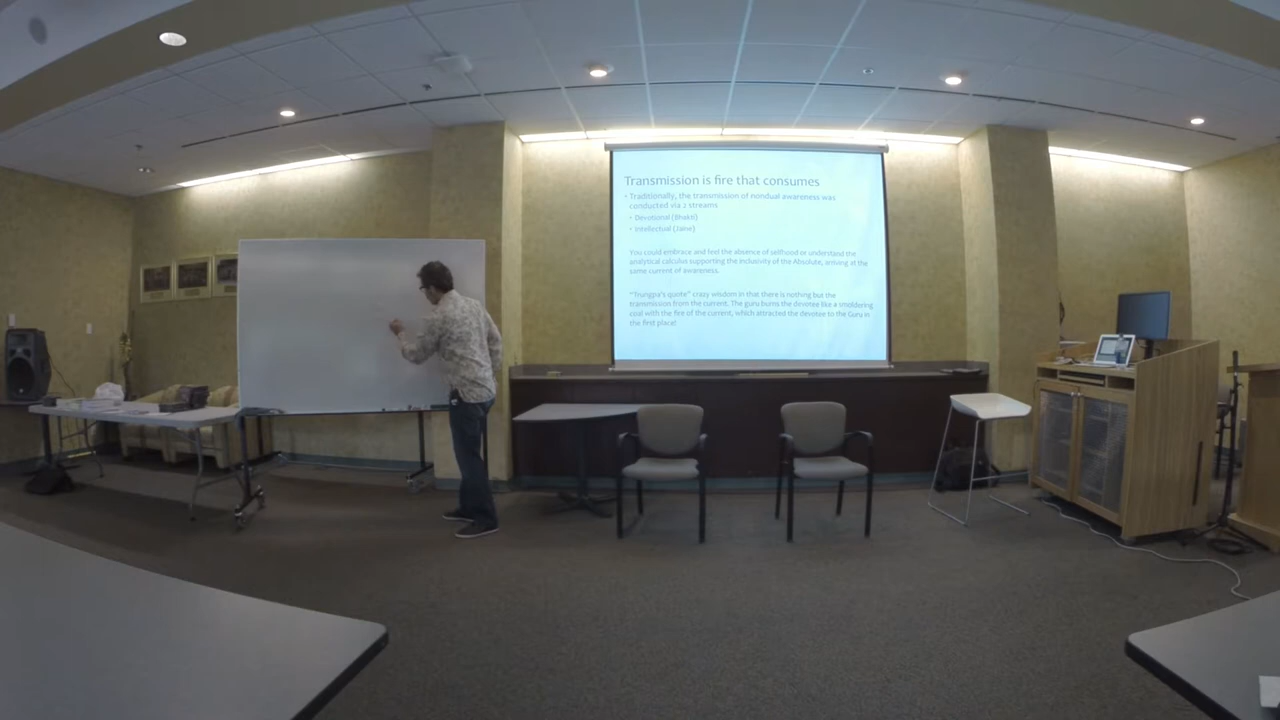 Transmission is fire that consumes
• Traditionally, the transmission of nondual awareness was
conducted via 2 streams
• Devotional (Bhakti)
• Intellectual (Jana)
You could embrace and feel the absence of selfhood or understand the
analytical calculus supporting the inclusivity of the Absolute, arriving at the
same current of awareness.
"Trungpa's quote" crazy wisdom in that there is nothing but the
transmission from the current. The guru burns the devotee like a smoldering
coal with the fire of the current, which attracted the devotee to the Guru in
the first place!